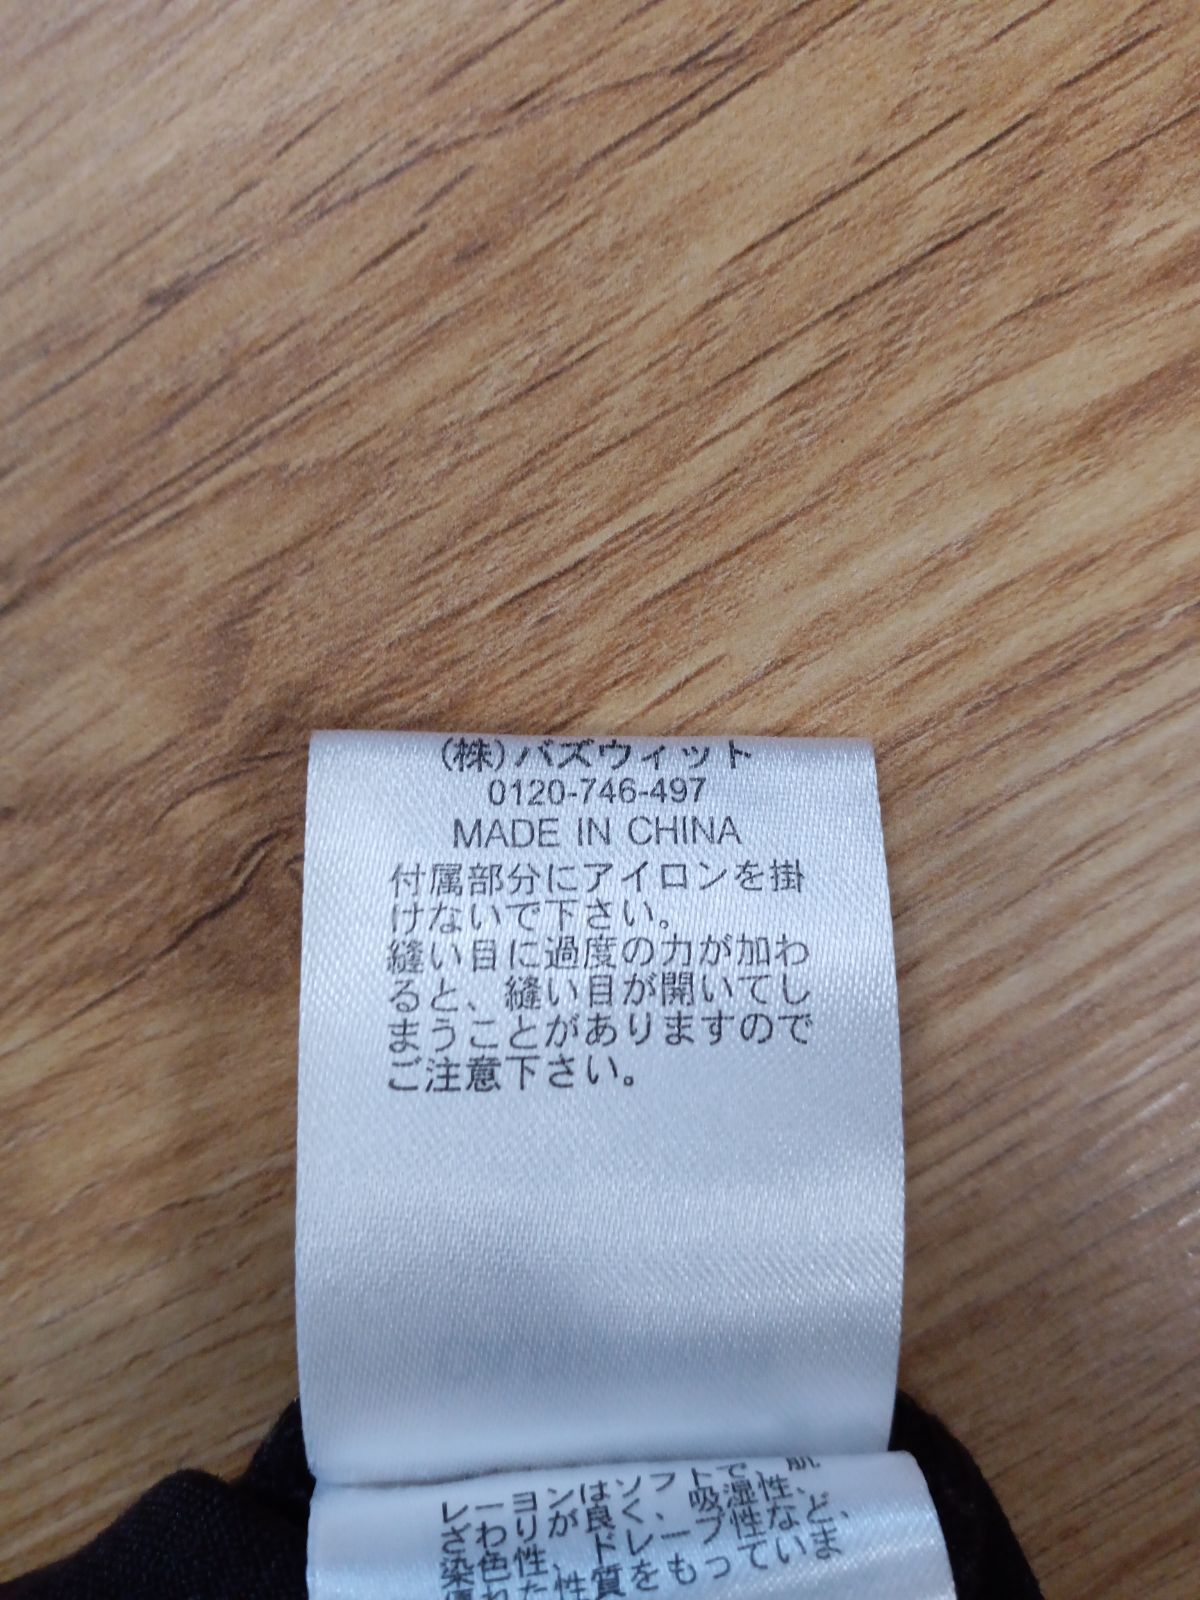 (株)バズウィット
0120-746-497
MADE IN CHINA
付属部分にアイロンを掛
けないで下さい。
縫い目に過度の力が加わ
ると、縫い目が開いてし
まうことがありますので
ご注意下さい。
レーヨンはソフトで、肌
ざわりが良く、吸湿性、
染色性、ドレープ性など、
優れた性質をもっていま